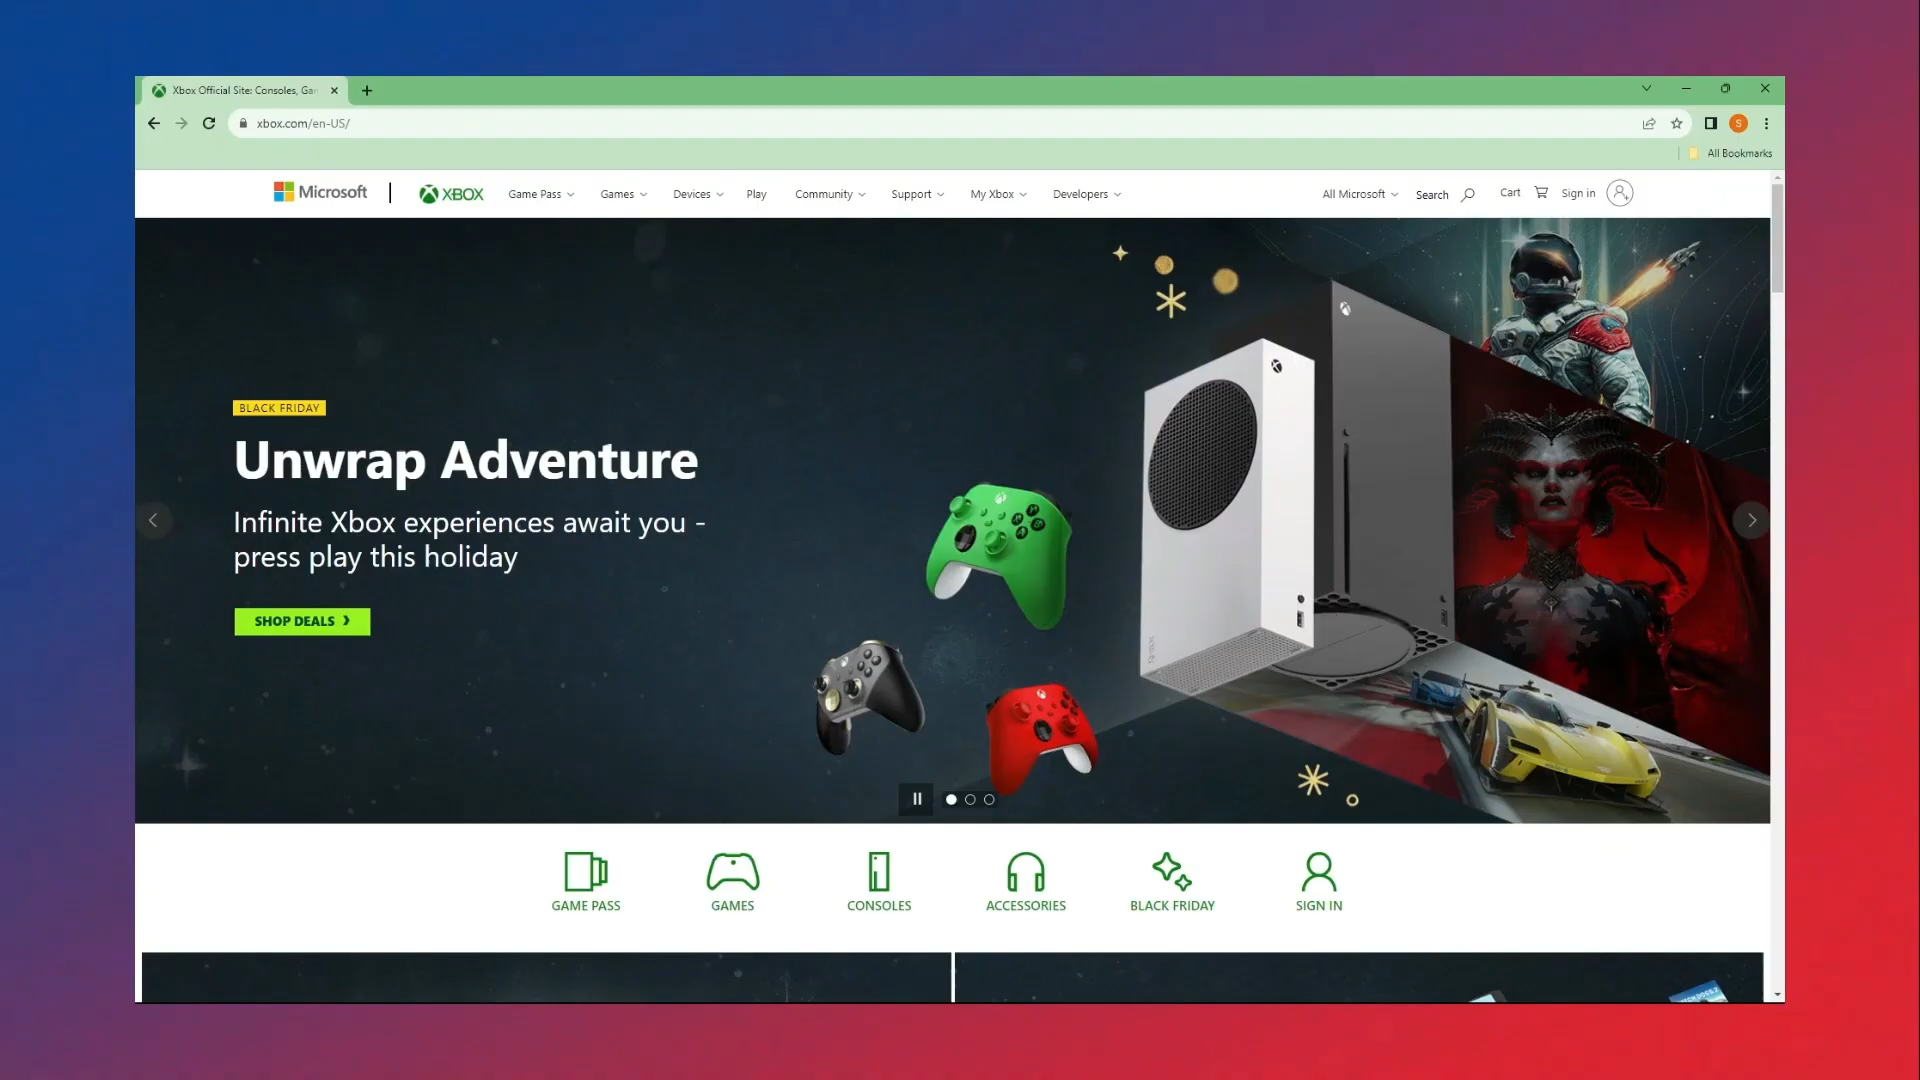 Xbox Official Site: Consoles, Gam
xbox.com/en-US/
S
All Bookmarks
Microsoft
XBOX
Game Pass
Games
Devices
Play
Community
Support
My Xbox
Developers
All Microsoft
Search
Cart
Sign in
BLACK FRIDAY
Unwrap Adventure
Infinite Xbox experiences await you -
press play this holiday
SHOP DEALS
GAME PASS
GAMES
CONSOLES
ACCESSORIES
BLACK FRIDAY
SIGN IN